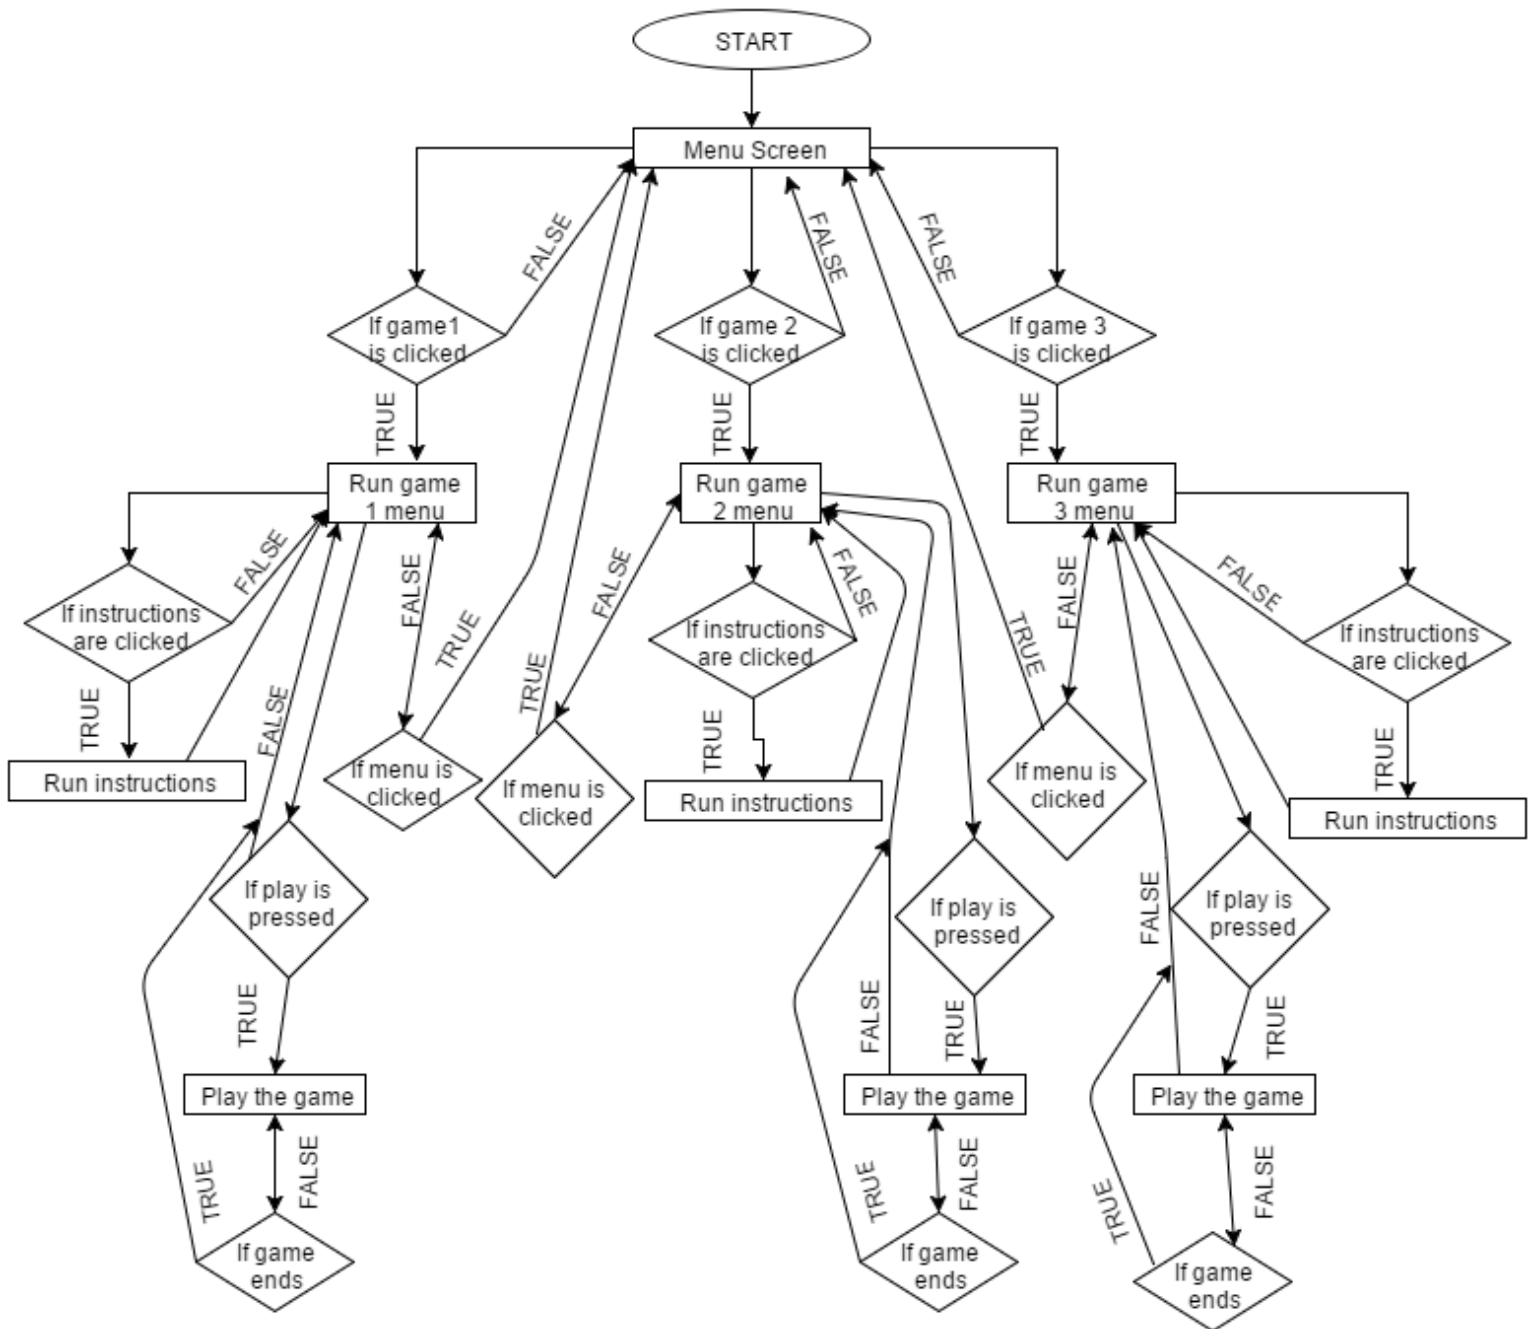 START
Menu Screen
FALSE
FALSE
FALSE
If game1
is clicked
If game 2
is clicked
If game 3
is clicked
TRUE
TRUE
TRUE
Run game
1 menu
Run game
2 menu
Run game
3 menu
FALSE
FALSE
FALSE
FALSE
FALSE
FALSE
If instructions
are clicked
If instructions
are clicked
If instructions
are clicked
TRUE
TRUE
TRUE
TRUE
TRUE
TRUE
FALSE
Run instructions
If menu is
clicked
If menu is
clicked
Run instructions
If menu is
clicked
Run instructions
If play is
pressed
If play is
pressed
If play is
pressed
FALSE
TRUE
FALSE
TRUE
TRUE
Play the game
Play the game
Play the game
TRUE
FALSE
TRUE
FALSE
TRUE
FALSE
If game
ends
If game
ends
If game
ends